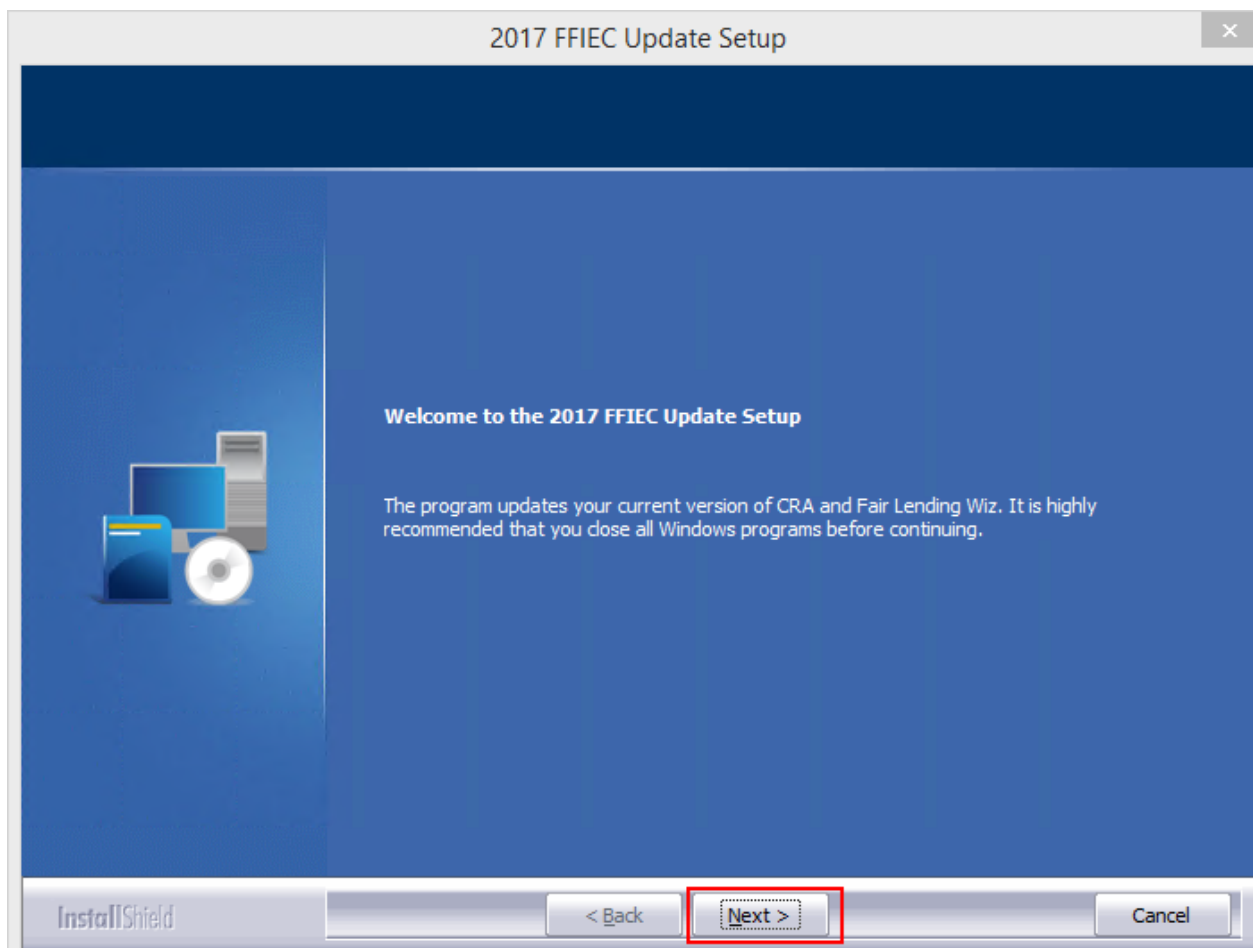 2017 FFIEC Update Setup
Welcome to the 2017 FFIEC Update Setup
The program updates your current version of CRA and Fair Lending Wiz. It is highly
recommended that you close all Windows programs before continuing.
InstallShield
< Back
Next >
Cancel